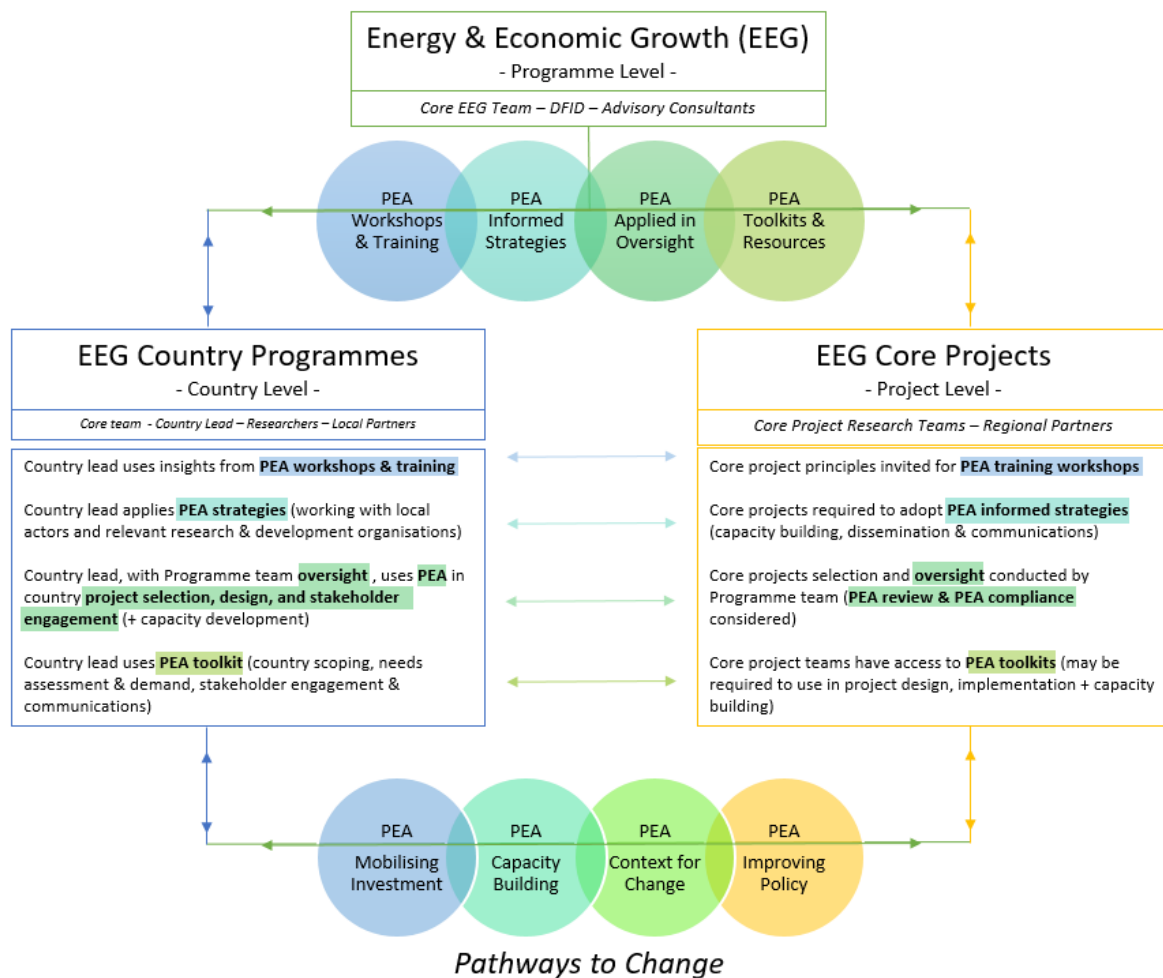 Energy & Economic Growth (EEG)
- Programme Level -
Core EEG Team – DFID – Advisory Consultants
PEA
Workshops
& Training
PEA
Informed
Strategies
PEA
Applied in
Oversight
PEA
Toolkits &
Resources
EEG Country Programmes
- Country Level -
Core team - Country Lead – Researchers – Local Partners
Country lead uses insights from PEA workshops & training
Country lead applies PEA strategies (working with local
actors and relevant research & development organisations)
Country lead, with Programme team oversight , uses PEA in
country project selection, design, and stakeholder
engagement (+ capacity development)
Country lead uses PEA toolkit (country scoping, needs
assessment & demand, stakeholder engagement &
communications)
EEG Core Projects
- Project Level -
Core Project Research Teams – Regional Partners
Core project principles invited for PEA training workshops
Core projects required to adopt PEA informed strategies
(capacity building, dissemination & communications)
Core projects selection and oversight conducted by
Programme team (PEA review & PEA compliance
considered)
Core project teams have access to PEA toolkits (may be
required to use in project design, implementation + capacity
building)
PEA
Mobilising
Investment
PEA
Capacity
Building
PEA
Context for
Change
PEA
Improving
Policy
Pathways to Change